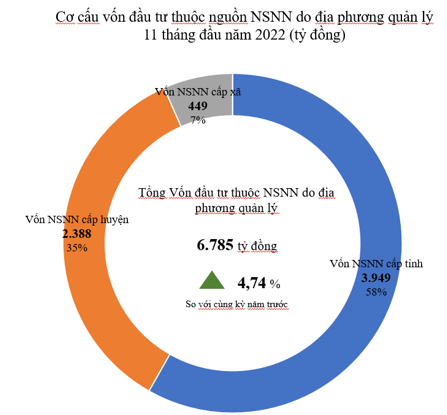 Cơ cấu vốn đầu tư thuộc nguồn NSNN do địa phương quản lý
11 tháng đầu năm 2022 (tỷ đồng)
Vốn NSNN cấp xã
449
7%
Tổng Vốn đầu tư thuộc NSNN do địa
phương quản lý
Vốn NSNN cấp huyện
2.388
35%
6.785 tỷ đồng
Vốn NSNN cấp tỉnh
3.949
58%
4,74 %
So với cùng kỳ năm trước